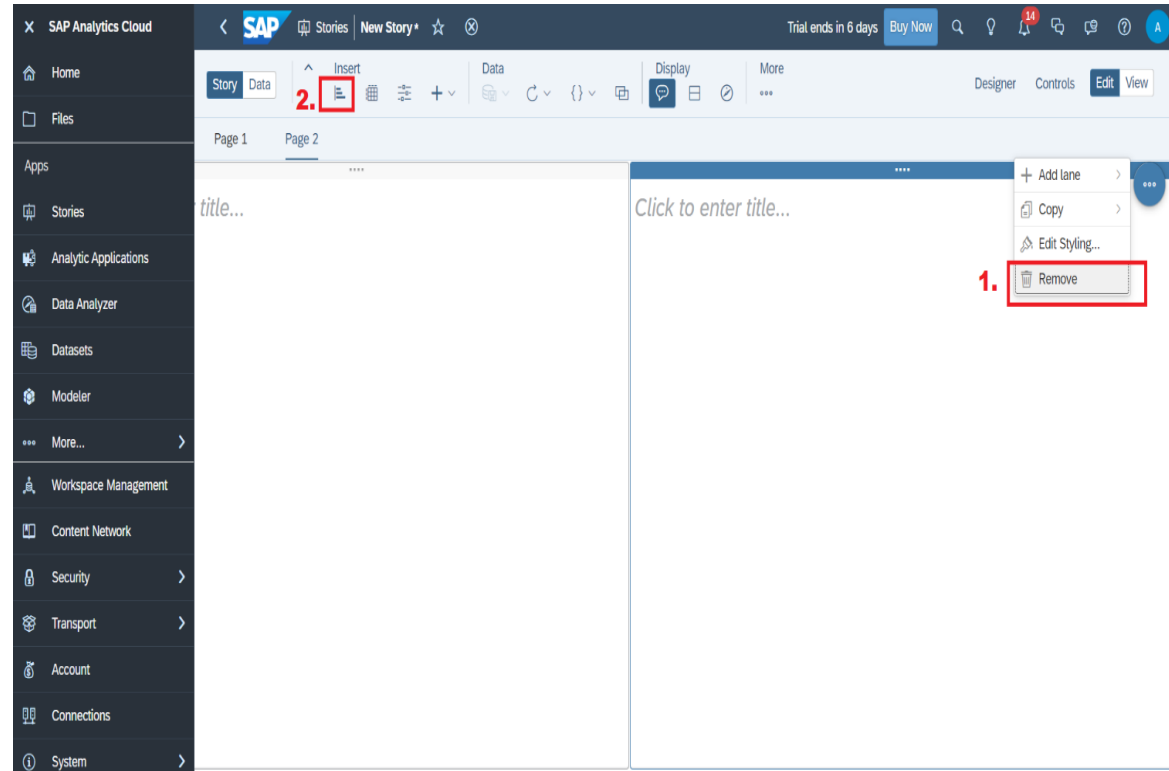 SAP Analytics Cloud
SAP Stories New Story *
Trial ends in 6 days Buy Now 14 A
Home
Files
Apps
Stories
Analytic Applications
Data Analyzer
Datasets
Modeler
More...
Workspace Management
Content Network
Security
Transport
Account
Connections
System
Story Data
Insert
Data
Display
More
2.
Designer Controls Edit View
Page 1 Page 2
title...
Click to enter title...
Add lane
Copy
Edit Styling...
1. Remove